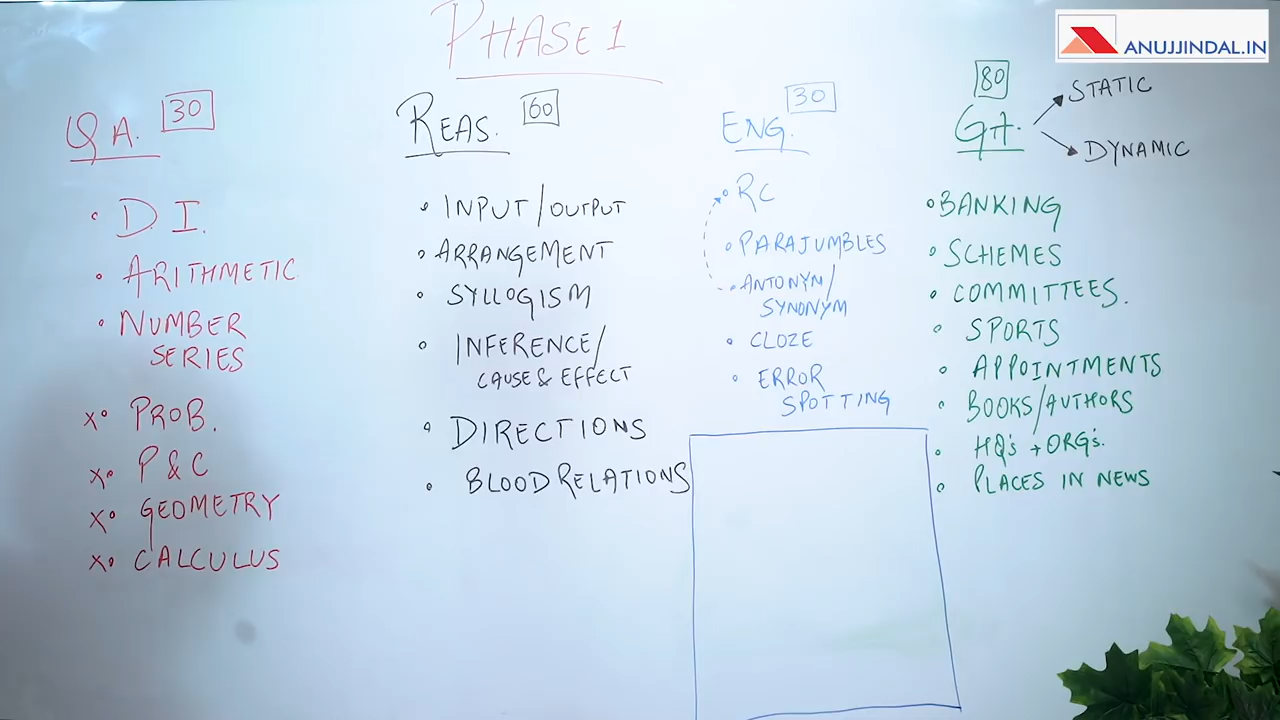 PHASE 1
ANUJJINDAL.IN
QA. 30
D.I.
ARITHMETIC
NUMBER
SERIES
x PROB.
x P & C
x GEOMETRY
x CALCULUS
REAS. 60
INPUT/OUTPUT
ARRANGEMENT
SYLLOGISM
INFERENCE/
CAUSE & EFFECT
DIRECTIONS
BLOOD RELATIONS
ENG. 30
RC
PARAJUMBLES
ANTONYM/
SYNONYM
CLOZE
ERROR
SPOTTING
80
GA.
STATIC
DYNAMIC
BANKING
SCHEMES
COMMITTEES.
SPORTS
APPOINTMENTS
BOOKS/AUTHORS
HQ's + ORG's.
PLACES IN NEWS